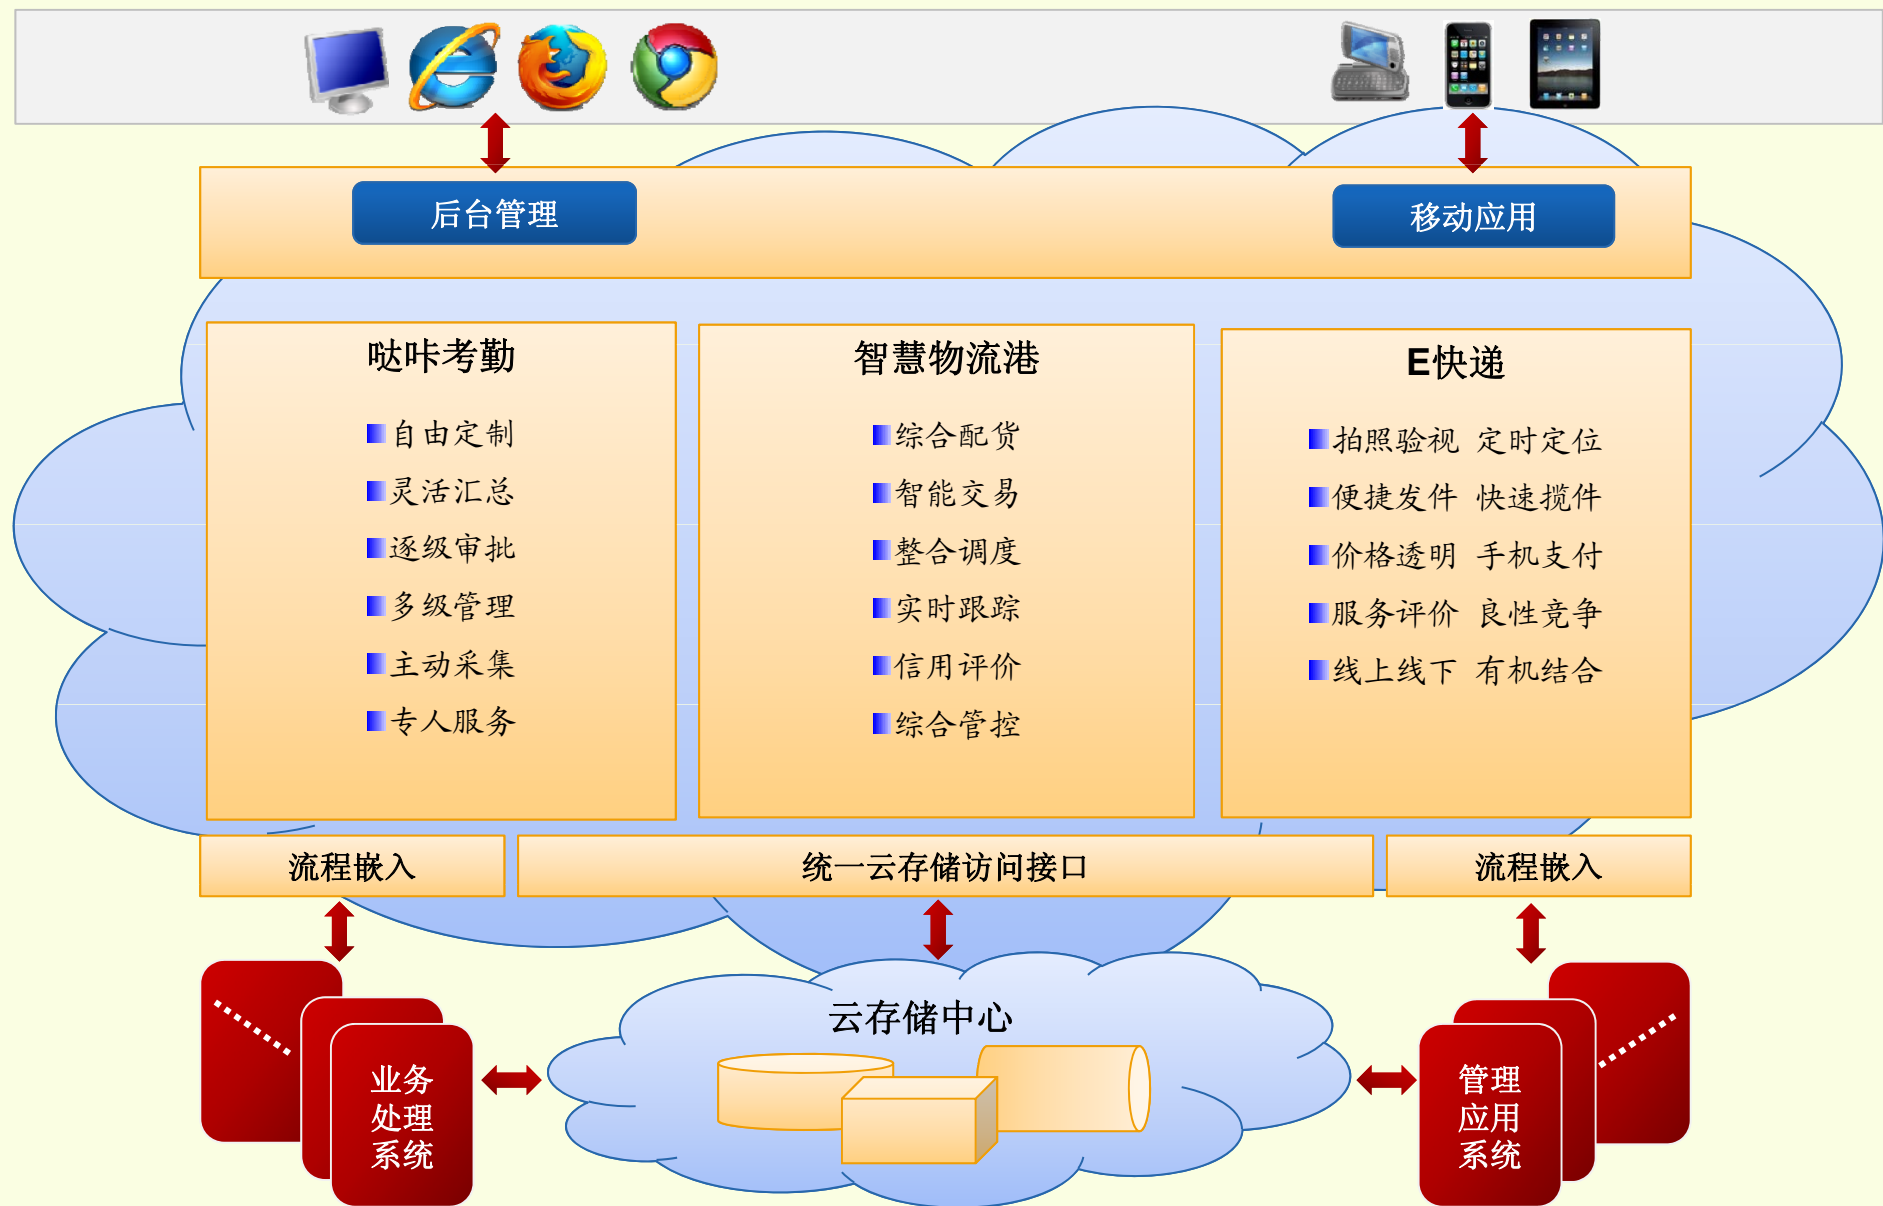 后台管理
移动应用
哒咔考勤
自由定制
灵活汇总
逐级审批
多级管理
主动采集
专人服务
智慧物流港
综合配货
智能交易
整合调度
实时跟踪
信用评价
综合管控
E快递
拍照验视 定时定位
便捷发件 快速揽件
价格透明 手机支付
服务评价 良性竞争
线上线下 有机结合
流程嵌入
统一云存储访问接口
流程嵌入
云存储中心
业务
处理
系统
管理
应用
系统